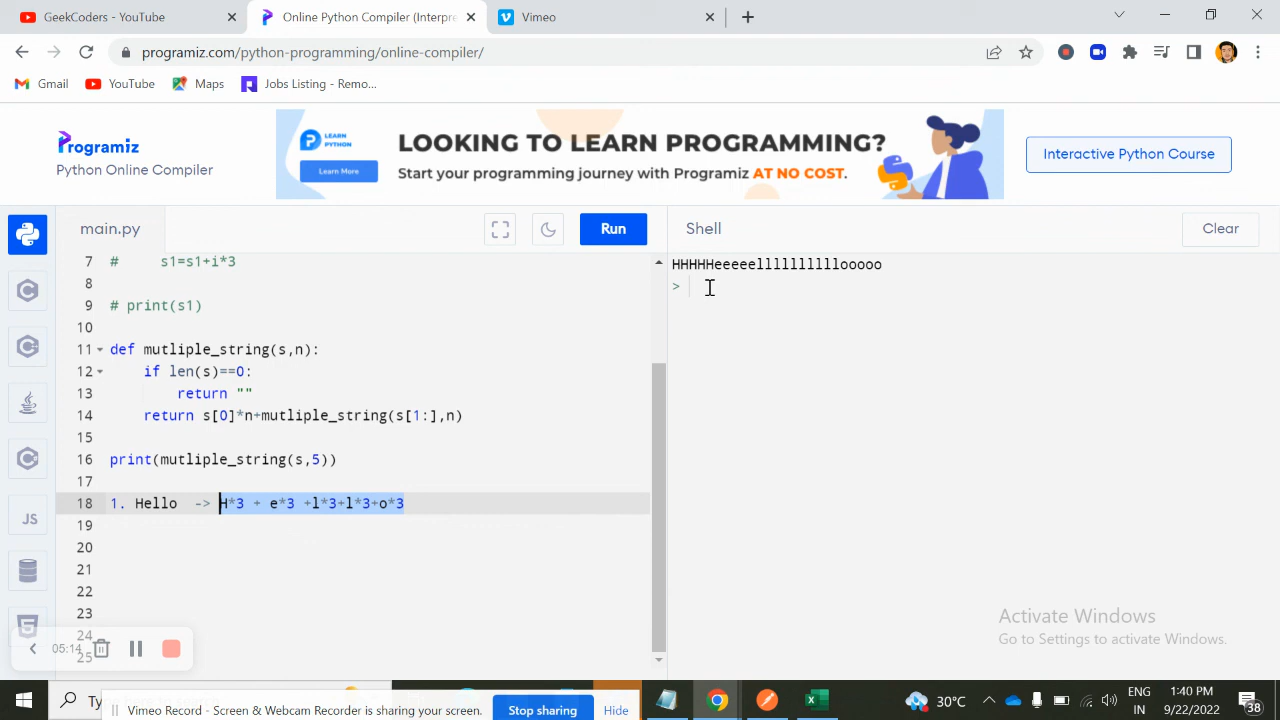 GeekCoders - YouTube
Online Python Compiler (Interpre
Vimeo
programiz.com/python-programming/online-compiler/
Gmail
YouTube
Maps
Jobs Listing - Remo...
Programiz
Python Online Compiler
LEARN PYTHON
Learn More
LOOKING TO LEARN PROGRAMMING?
Start your programming journey with Programiz AT NO COST.
Interactive Python Course
main.py
Run
Shell
Clear
7 #     s1=s1+i*3
8
9 # print(s1)
10
11 def mutliple_string(s,n):
12     if len(s)==0:
13         return ""
14     return s[0]*n+mutliple_string(s[1:],n)
15
16 print(mutliple_string(s,5))
17
18 1. Hello  -> H*3 + e*3 +l*3+l*3+o*3
19
20
21
22
23
24
25
HHHHHeeeeellllllllllooooo
>
JS
05:14
Activate Windows
Go to Settings to activate Windows.
Ty
Vimeo Record - Screen & Webcam Recorder is sharing your screen.
Stop sharing
Hide
30°C
ENG
IN
1:40 PM
9/22/2022
38